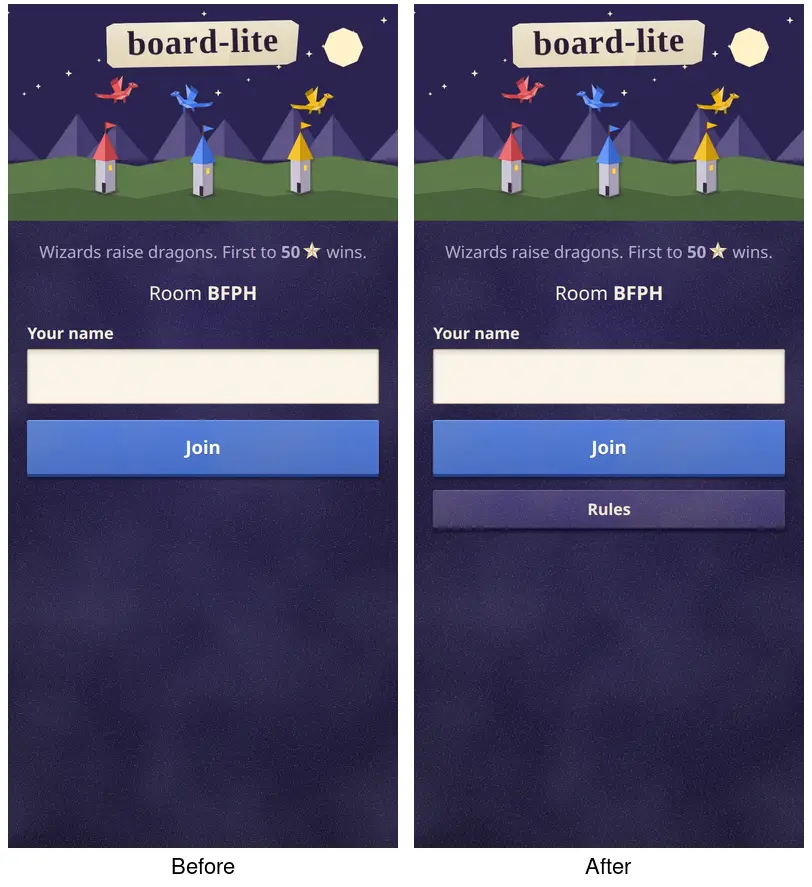 board-lite
Wizards raise dragons. First to 50 wins.
Room BFPH
Your name
Join
Before
board-lite
Wizards raise dragons. First to 50 wins.
Room BFPH
Your name
Join
Rules
After